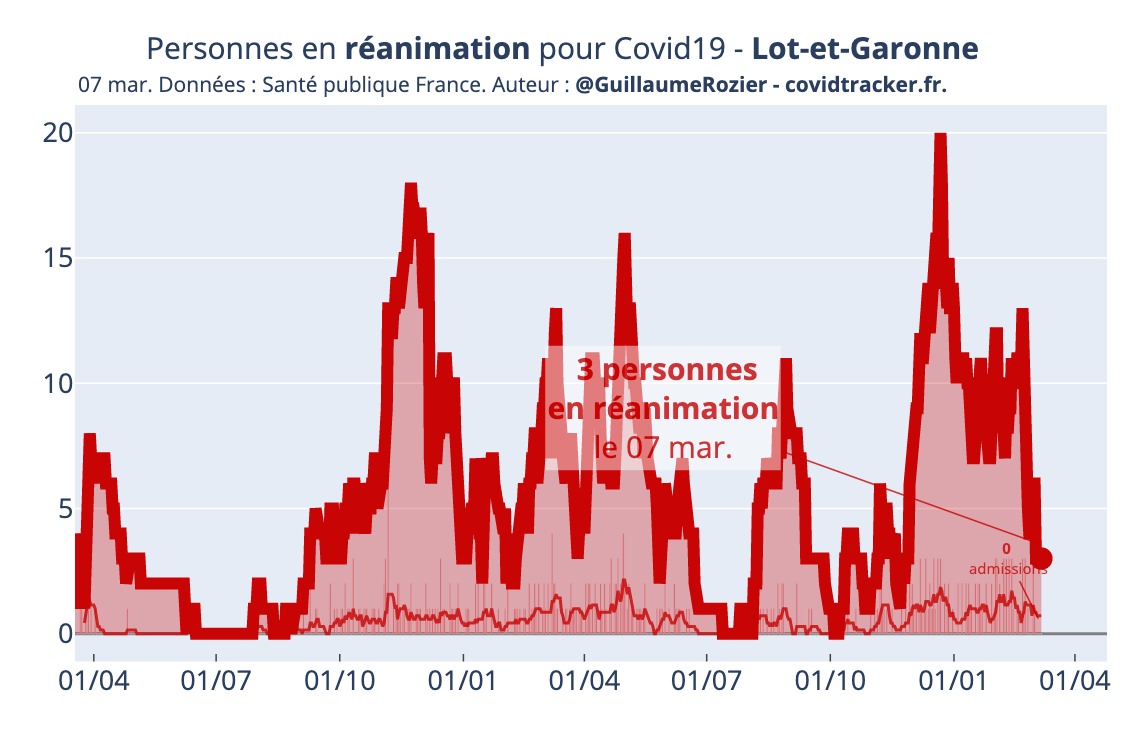 Personnes en réanimation pour Covid19 - Lot-et-Garonne
07 mar. Données : Santé publique France. Auteur : @GuillaumeRozier - covidtracker.fr.
20
15
10
5
0
3 personnes
en réanimation
le 07 mar.
0
admissions
01/04
01/07
01/10
01/01
01/04
01/07
01/10
01/01
01/04